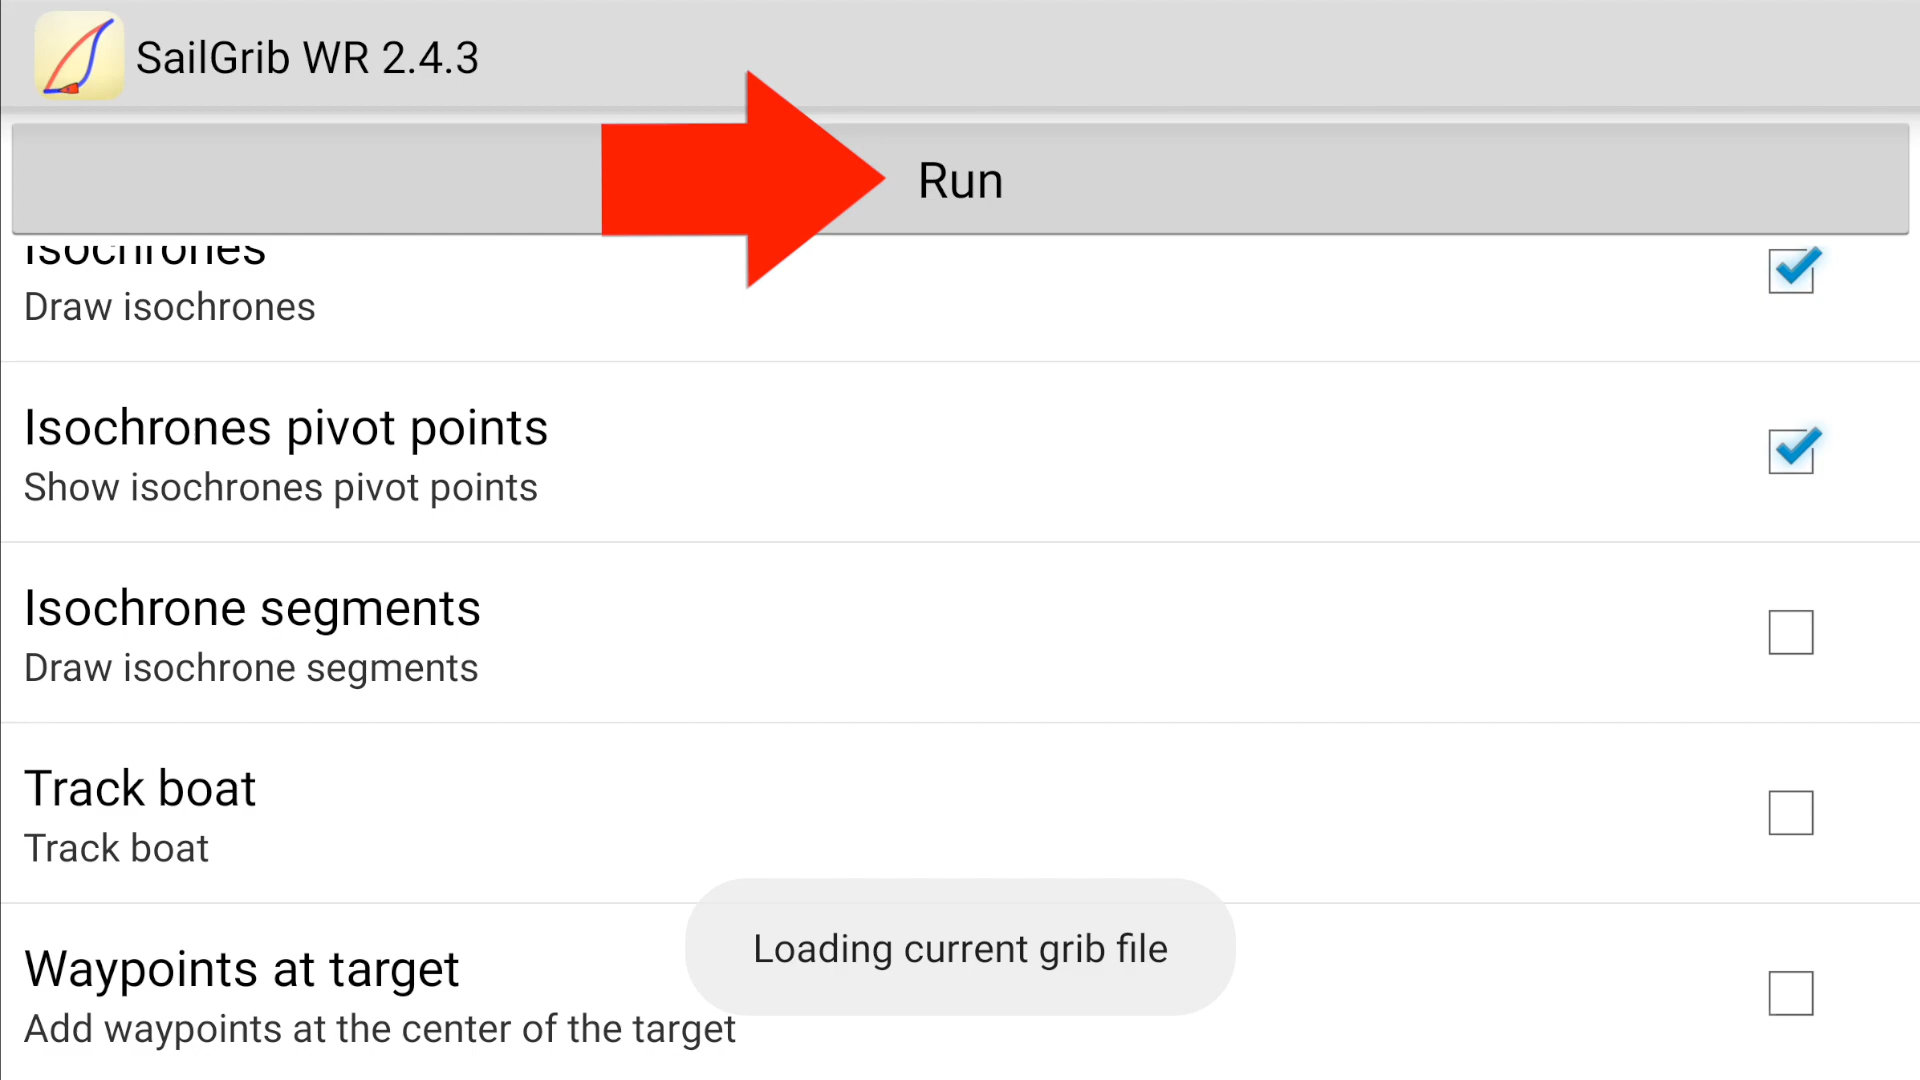 SailGrib WR 2.4.3
Run
Isochrones
Draw isochrones
Isochrones pivot points
Show isochrones pivot points
Isochrone segments
Draw isochrone segments
Track boat
Track boat
Loading current grib file
Waypoints at target
Add waypoints at the center of the target